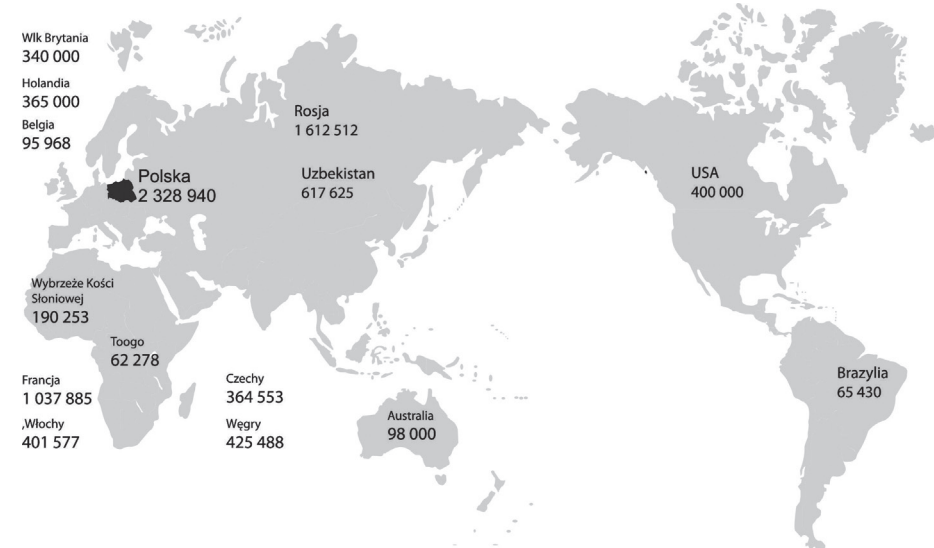 Wlk Brytania
340 000
Holandia
365 000
Belgia
95 968
Rosja
1 612 512
Polska
2 328 940
Uzbekistan
617 625
USA
400 000
Wybrzeże Kości
Słoniowej
190 253
Toogo
62 278
Francja
1 037 885
,Włochy
401 577
Czechy
364 553
Węgry
425 488
Australia
98 000
Brazylia
65 430